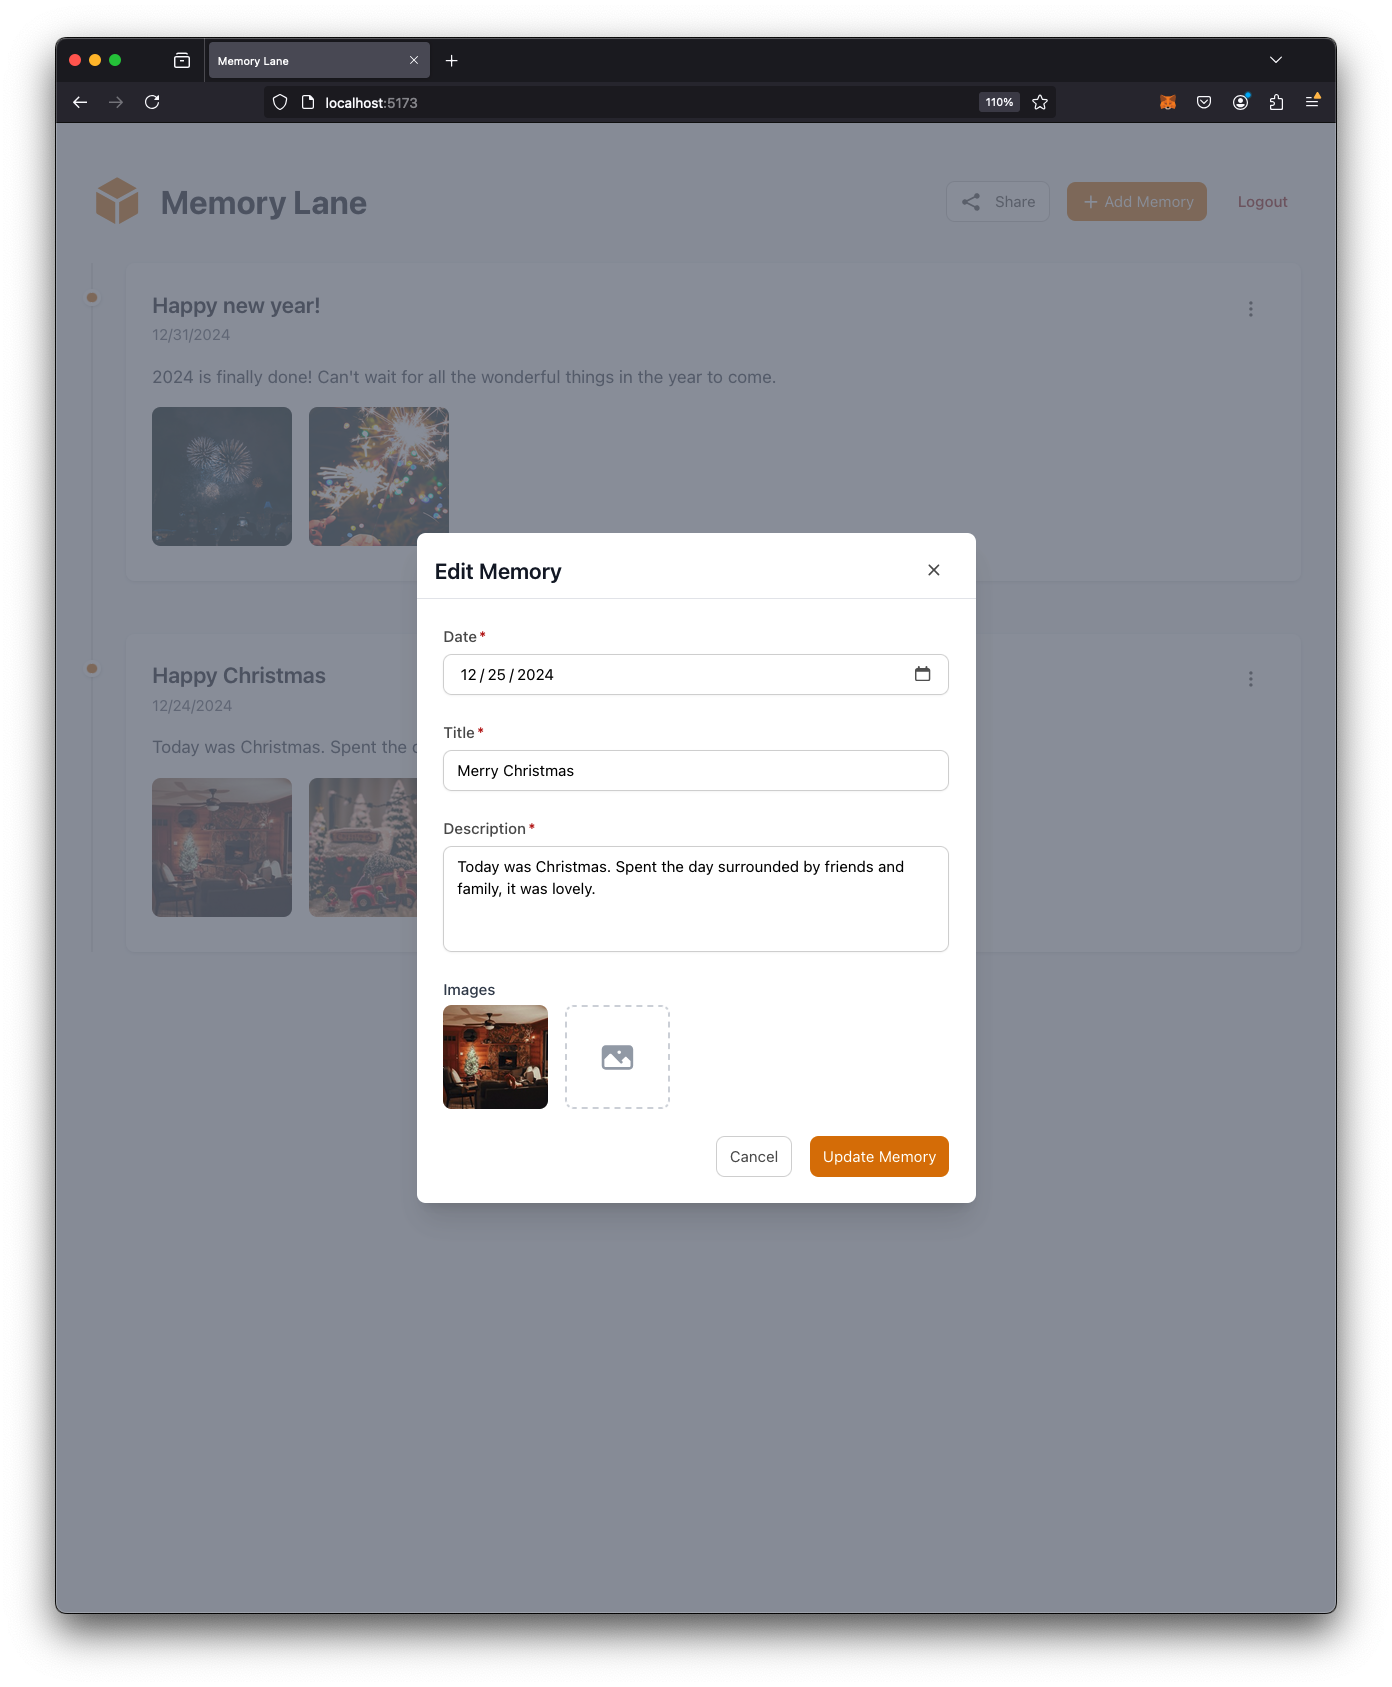 Memory Lane
localhost:5173
110%
Memory Lane
Share
+ Add Memory
Logout
Happy new year!
12/31/2024
2024 is finally done! Can't wait for all the wonderful things in the year to come.
Happy Christmas
12/24/2024
Today was Christmas. Spent the
Edit Memory
Date*
12/25/2024
Title*
Merry Christmas
Description*
Today was Christmas. Spent the day surrounded by friends and
family, it was lovely.
Images
Cancel
Update Memory